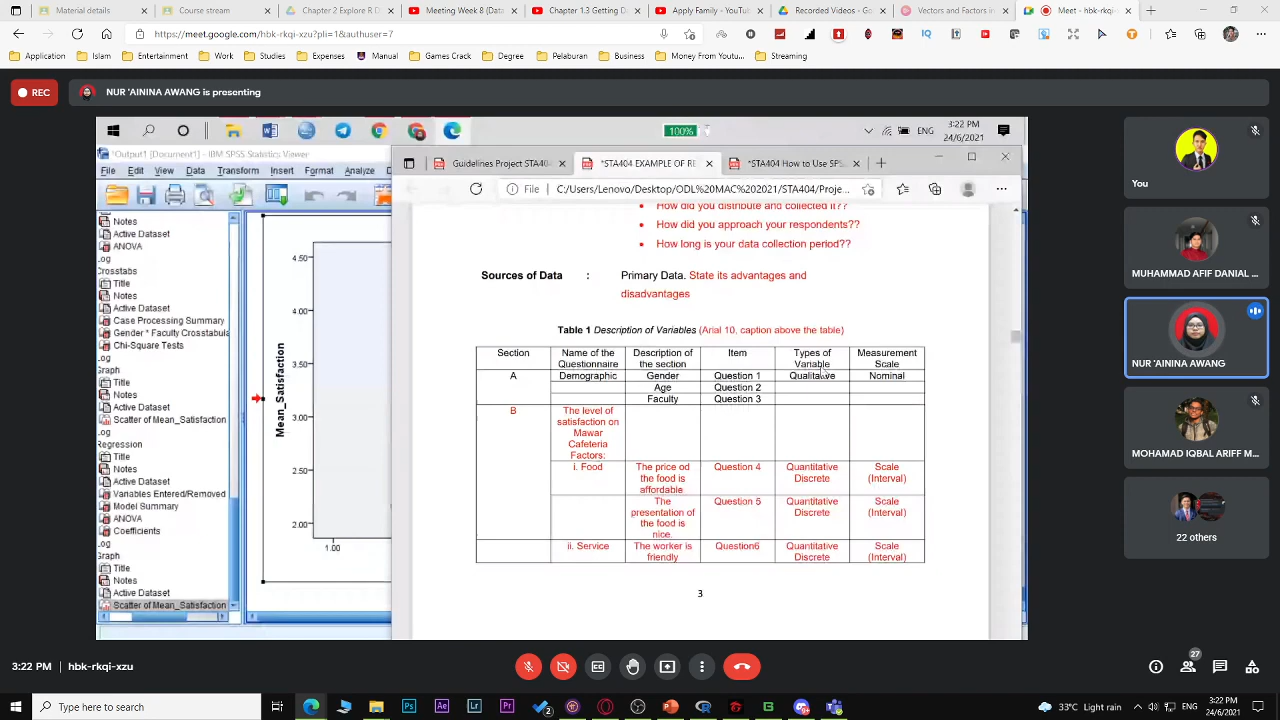 Material details
Course stream
Chapter 2 Explore R D
Meeting Week 8 (Dat
Chapter 1.3 Getting D
Apply Family - YouTu
Recorded Videos - Go
Vectors and Factors in
Meet - hbk-rkqi-x
https://meet.google.com/hbk-rkqi-xzu?pli=1&authuser=7
Application
Islam
Entertainment
Work
Studies
Expenses
Manual
Games Crack
Degree
Pelaburan
Business
Money From Youtub...
Streaming
REC
NUR 'AININA AWANG is presenting
100%
ENG
3:22 PM
24/6/2021
*Output1 [Document1] - IBM SPSS Statistics Viewer
File Edit View Data Transform Insert Format Analyze
Notes
Active Dataset
ANOVA
Log
Crosstabs
Title
Notes
Active Dataset
Case Processing Summary
Gender * Faculty Crosstabula
Chi-Square Tests
Log
Graph
Title
Notes
Active Dataset
Scatter of Mean_Satisfaction
Log
Regression
Title
Notes
Active Dataset
Variables Entered/Removed
Model Summary
ANOVA
Coefficients
Log
Graph
Title
Notes
Active Dataset
Scatter of Mean_Satisfaction
Mean_Satisfaction
4.50
4.00
3.50
3.00
2.50
2.00
1.00
Guidelines Project STA404
*STA404 EXAMPLE OF RE
*STA404 How to Use SPS
File C:/Users/Lenovo/Desktop/ODL%20MAC%202021/STA404/Proje...
How did you distribute and collected it??
How did you approach your respondents??
How long is your data collection period??
Sources of Data : Primary Data. State its advantages and
disadvantages
Table 1 Description of Variables (Arial 10, caption above the table)
Section Name of the Description of Item Types of Measurement
Questionnaire the section Variable Scale
A Demographic Gender Question 1 Qualitative Nominal
Age Question 2
Faculty Question 3
B The level of
satisfaction on
Mawar
Cafeteria
Factors:
i. Food The price od Question 4 Quantitative Scale
the food is Discrete (Interval)
affordable
The Question 5 Quantitative Scale
presentation of Discrete (Interval)
the food is
nice.
ii. Service The worker is Question6 Quantitative Scale
friendly Discrete (Interval)
3
You
MUHAMMAD AFIF DANIAL ...
NUR 'AININA AWANG
MOHAMAD IQBAL ARIFF M...
22 others
3:22 PM | hbk-rkqi-xzu
27
Type here to search
2
33°C Light rain
ENG
3:22 PM
24/6/2021